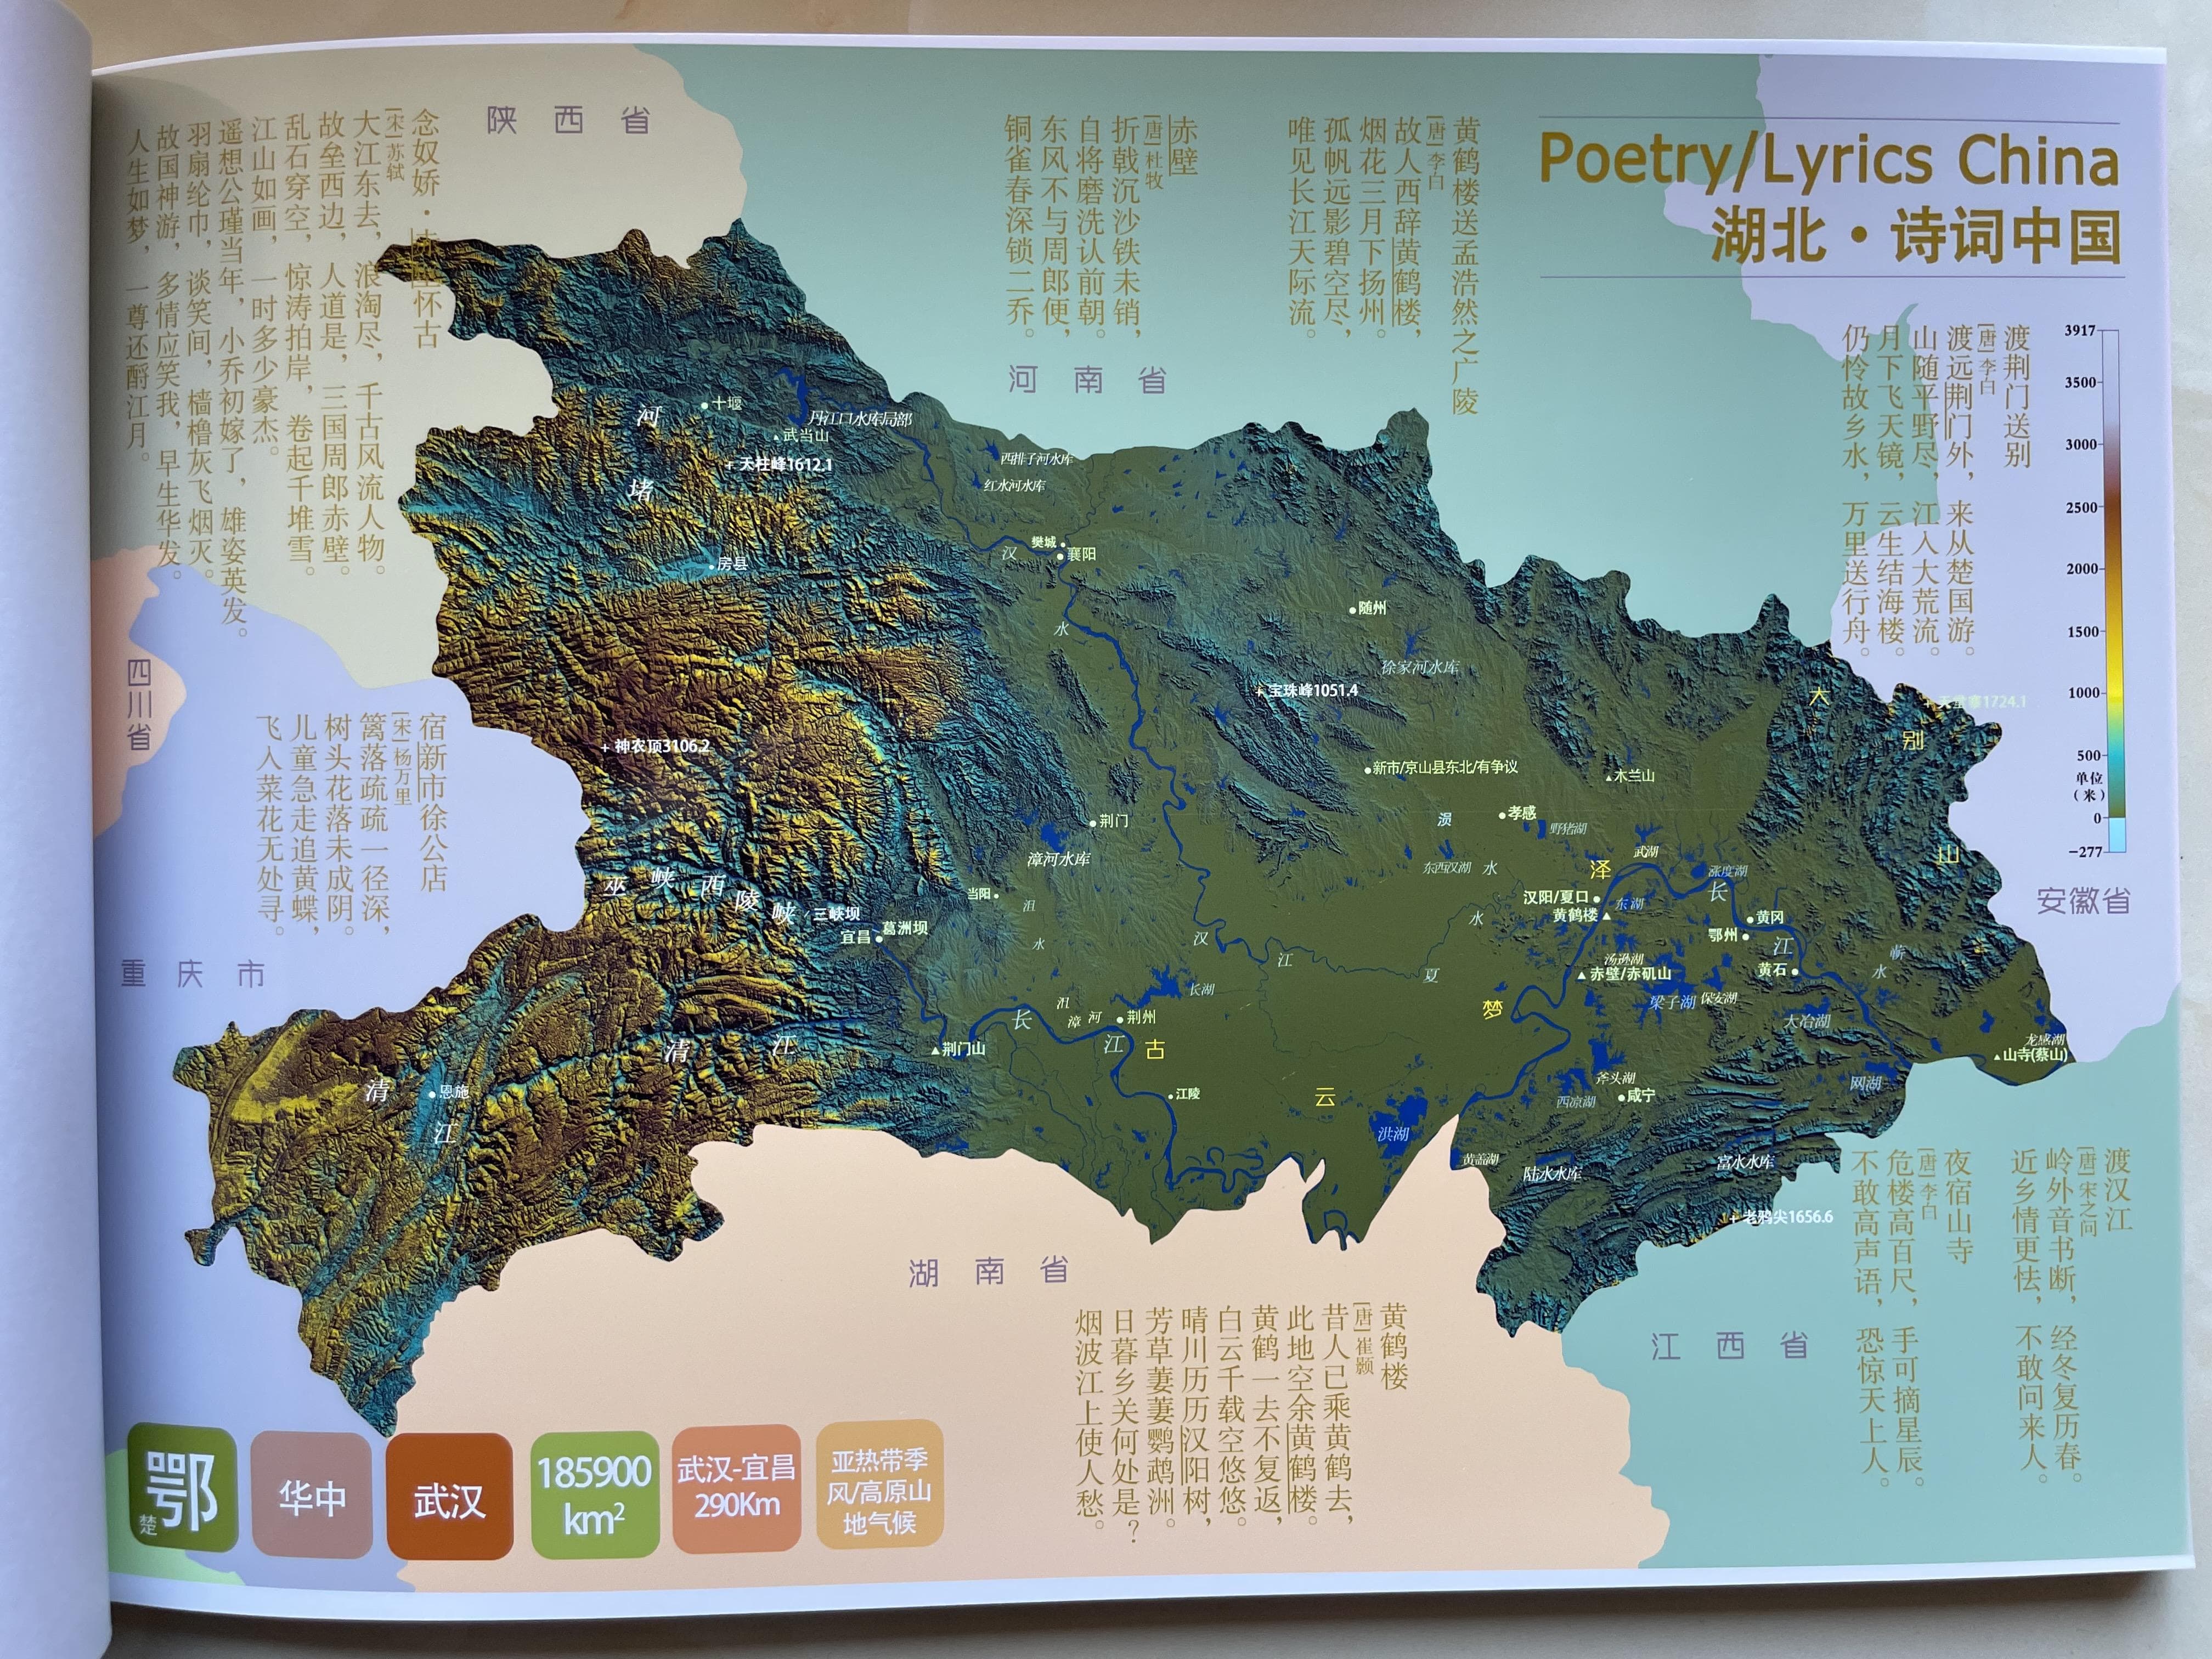 Poetry/Lyrics China
湖北·诗词中国
陕西省
河南省
安徽省
江西省
湖南省
重庆市
四川省
渡荆门送别
[唐]李白
渡远荆门外，来从楚国游。
山随平野尽，江入大荒流。
月下飞天镜，云生结海楼。
仍怜故乡水，万里送行舟。
黄鹤楼送孟浩然之广陵
[唐]李白
故人西辞黄鹤楼，
烟花三月下扬州。
孤帆远影碧空尽，
唯见长江天际流。
赤壁
[唐]杜牧
折戟沉沙铁未销，
自将磨洗认前朝。
东风不与周郎便，
铜雀春深锁二乔。
念奴娇·赤壁怀古
[宋]苏轼
大江东去，浪淘尽，千古风流人物。
故垒西边，人道是，三国周郎赤壁。
乱石穿空，惊涛拍岸，卷起千堆雪。
江山如画，一时多少豪杰。
遥想公瑾当年，小乔初嫁了，雄姿英发。
羽扇纶巾，谈笑间，樯橹灰飞烟灭。
故国神游，多情应笑我，早生华发。
人生如梦，一尊还酹江月。
宿新市徐公店
[宋]杨万里
篱落疏疏一径深，
树头花落未成阴。
儿童急走追黄蝶，
飞入菜花无处寻。
渡汉江
[唐]宋之问
岭外音书断，经冬复历春。
近乡情更怯，不敢问来人。
夜宿山寺
[唐]李白
危楼高百尺，手可摘星辰。
不敢高声语，恐惊天上人。
黄鹤楼
[唐]崔颢
昔人已乘黄鹤去，
此地空余黄鹤楼。
黄鹤一去不复返，
白云千载空悠悠。
晴川历历汉阳树，
芳草萋萋鹦鹉洲。
日暮乡关何处是？
烟波江上使人愁。
3917
3500
3000
2500
2000
1500
1000
500
单位
（米）
0
-277
十堰
丹江口水库局部
武当山
天柱峰1612.1
堵河
房县
西排子河水库
红水河水库
樊城
襄阳
汉水
随州
徐家河水库
宝珠峰1051.4
神农顶3106.2
新市/京山县东北/有争议
木兰山
大别山
天堂寨1724.1
荆门
漳河水库
孝感
野猪湖
涢水
东西汊湖
武湖
涨度湖
巫峡
西陵峡
三峡坝
葛洲坝
宜昌
当阳
沮水
汉阳/夏口
黄鹤楼
东湖
长江
黄冈
鄂州
黄石
汤逊湖
赤壁/赤矶山
梁子湖
保安湖
大冶湖
蕲水
龙感湖
山寺(蔡山)
网湖
汉江
夏水
长湖
沮漳河
荆州
荆门山
长江
江陵
古云梦泽
洪湖
斧头湖
西凉湖
咸宁
黄盖湖
陆水水库
富水水库
老鸦尖1656.6
清江
恩施
清江
鄂
楚
华中
武汉
185900
km²
武汉-宜昌
290Km
亚热带季
风/高原山
地气候